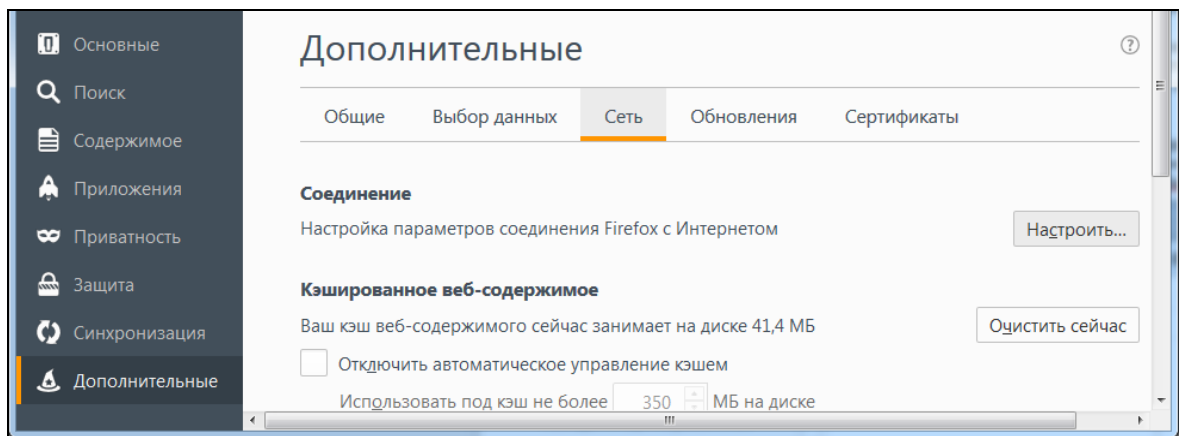 Основные
Поиск
Содержимое
Приложения
Приватность
Защита
Синхронизация
Дополнительные
Дополнительные
?
Общие Выбор данных Сеть Обновления Сертификаты
Соединение
Настройка параметров соединения Firefox с Интернетом Настроить...
Кэшированное веб-содержимое
Ваш кэш веб-содержимого сейчас занимает на диске 41,4 МБ Очистить сейчас
Отключить автоматическое управление кэшем
Использовать под кэш не более 350 МБ на диске